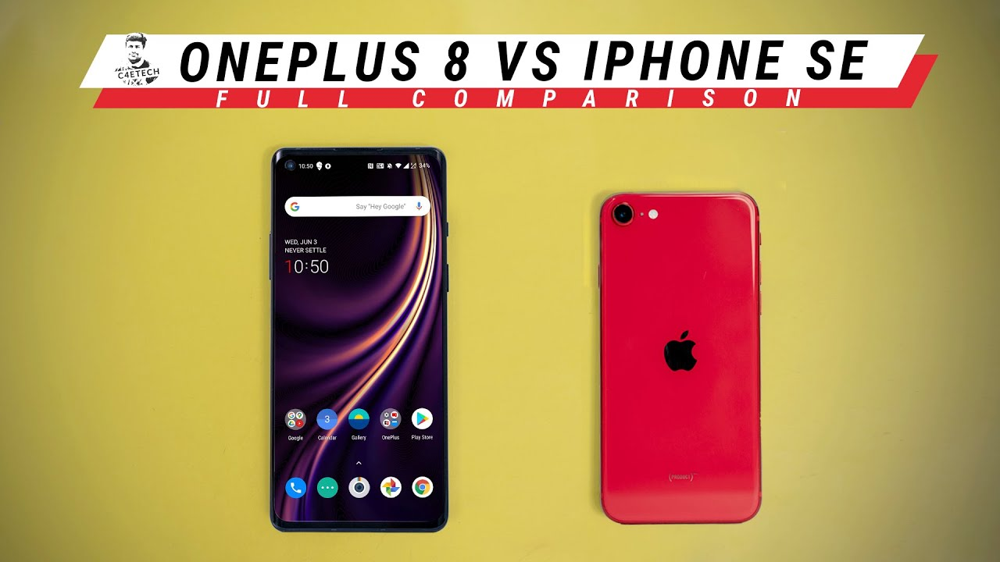 C4ETECH
ONEPLUS 8 VS IPHONE SE
FULL COMPARISON
10:50
34%
Say "Hey Google"
WED, JUN 3
NEVER SETTLE
10:50
3
Google
Calendar
Gallery
OnePlus
Play Store
(PRODUCT)